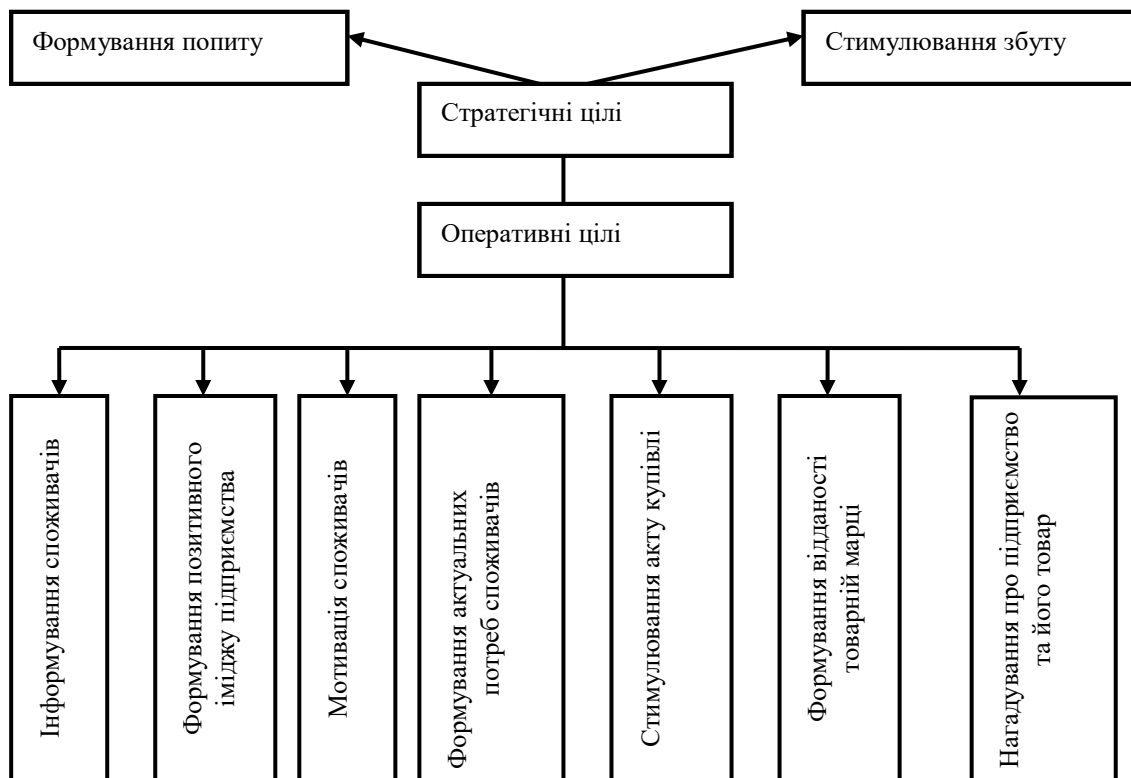 Формування попиту
Стимулювання збуту
Стратегічні цілі
Оперативні цілі
Інформування споживачів
Формування позитивного
іміджу підприємства
Мотивація споживачів
Формування актуальних
потреб споживачів
Стимулювання акту купівлі
Формування відданості
товарній марці
Нагадування про підприємство
та його товар